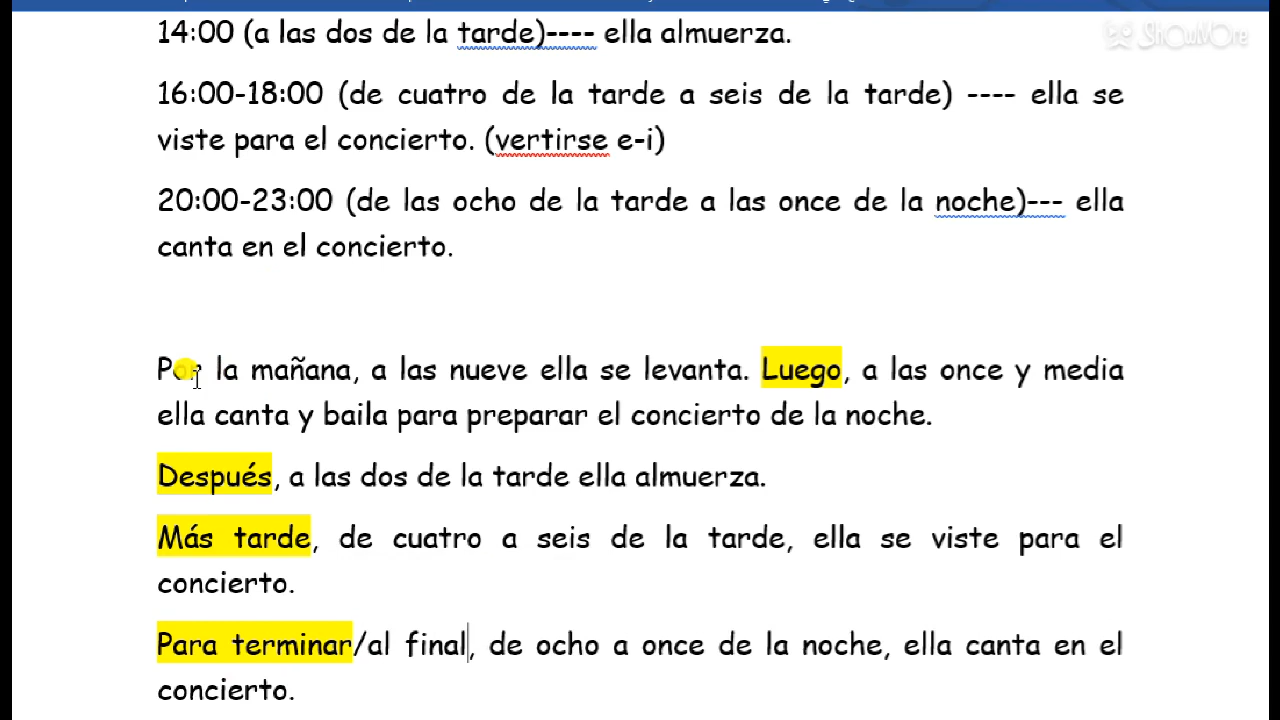 ShowMore
14:00 (a las dos de la tarde)---- ella almuerza.
16:00-18:00 (de cuatro de la tarde a seis de la tarde) ---- ella se
viste para el concierto. (vertirse e-i)
20:00-23:00 (de las ocho de la tarde a las once de la noche)--- ella
canta en el concierto.
Por la mañana, a las nueve ella se levanta. Luego, a las once y media
ella canta y baila para preparar el concierto de la noche.
Después, a las dos de la tarde ella almuerza.
Más tarde, de cuatro a seis de la tarde, ella se viste para el
concierto.
Para terminar/al final, de ocho a once de la noche, ella canta en el
concierto.